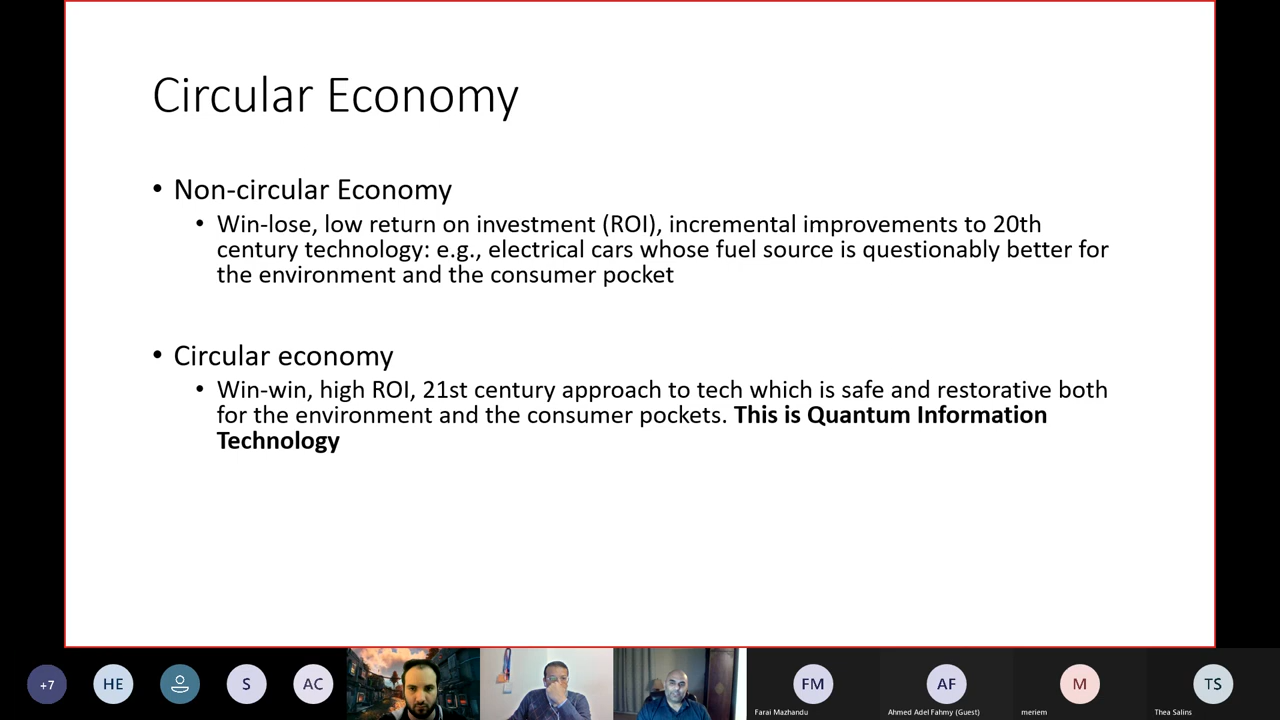 Circular Economy
• Non-circular Economy
• Win-lose, low return on investment (ROI), incremental improvements to 20th
century technology: e.g., electrical cars whose fuel source is questionably better for
the environment and the consumer pocket
• Circular economy
• Win-win, high ROI, 21st century approach to tech which is safe and restorative both
for the environment and the consumer pockets. This is Quantum Information
Technology
+7
HE
S
AC
FM
AF
M
TS
Farai Mazhandu
Ahmed Adel Fahmy (Guest)
meriem
Thea Salins